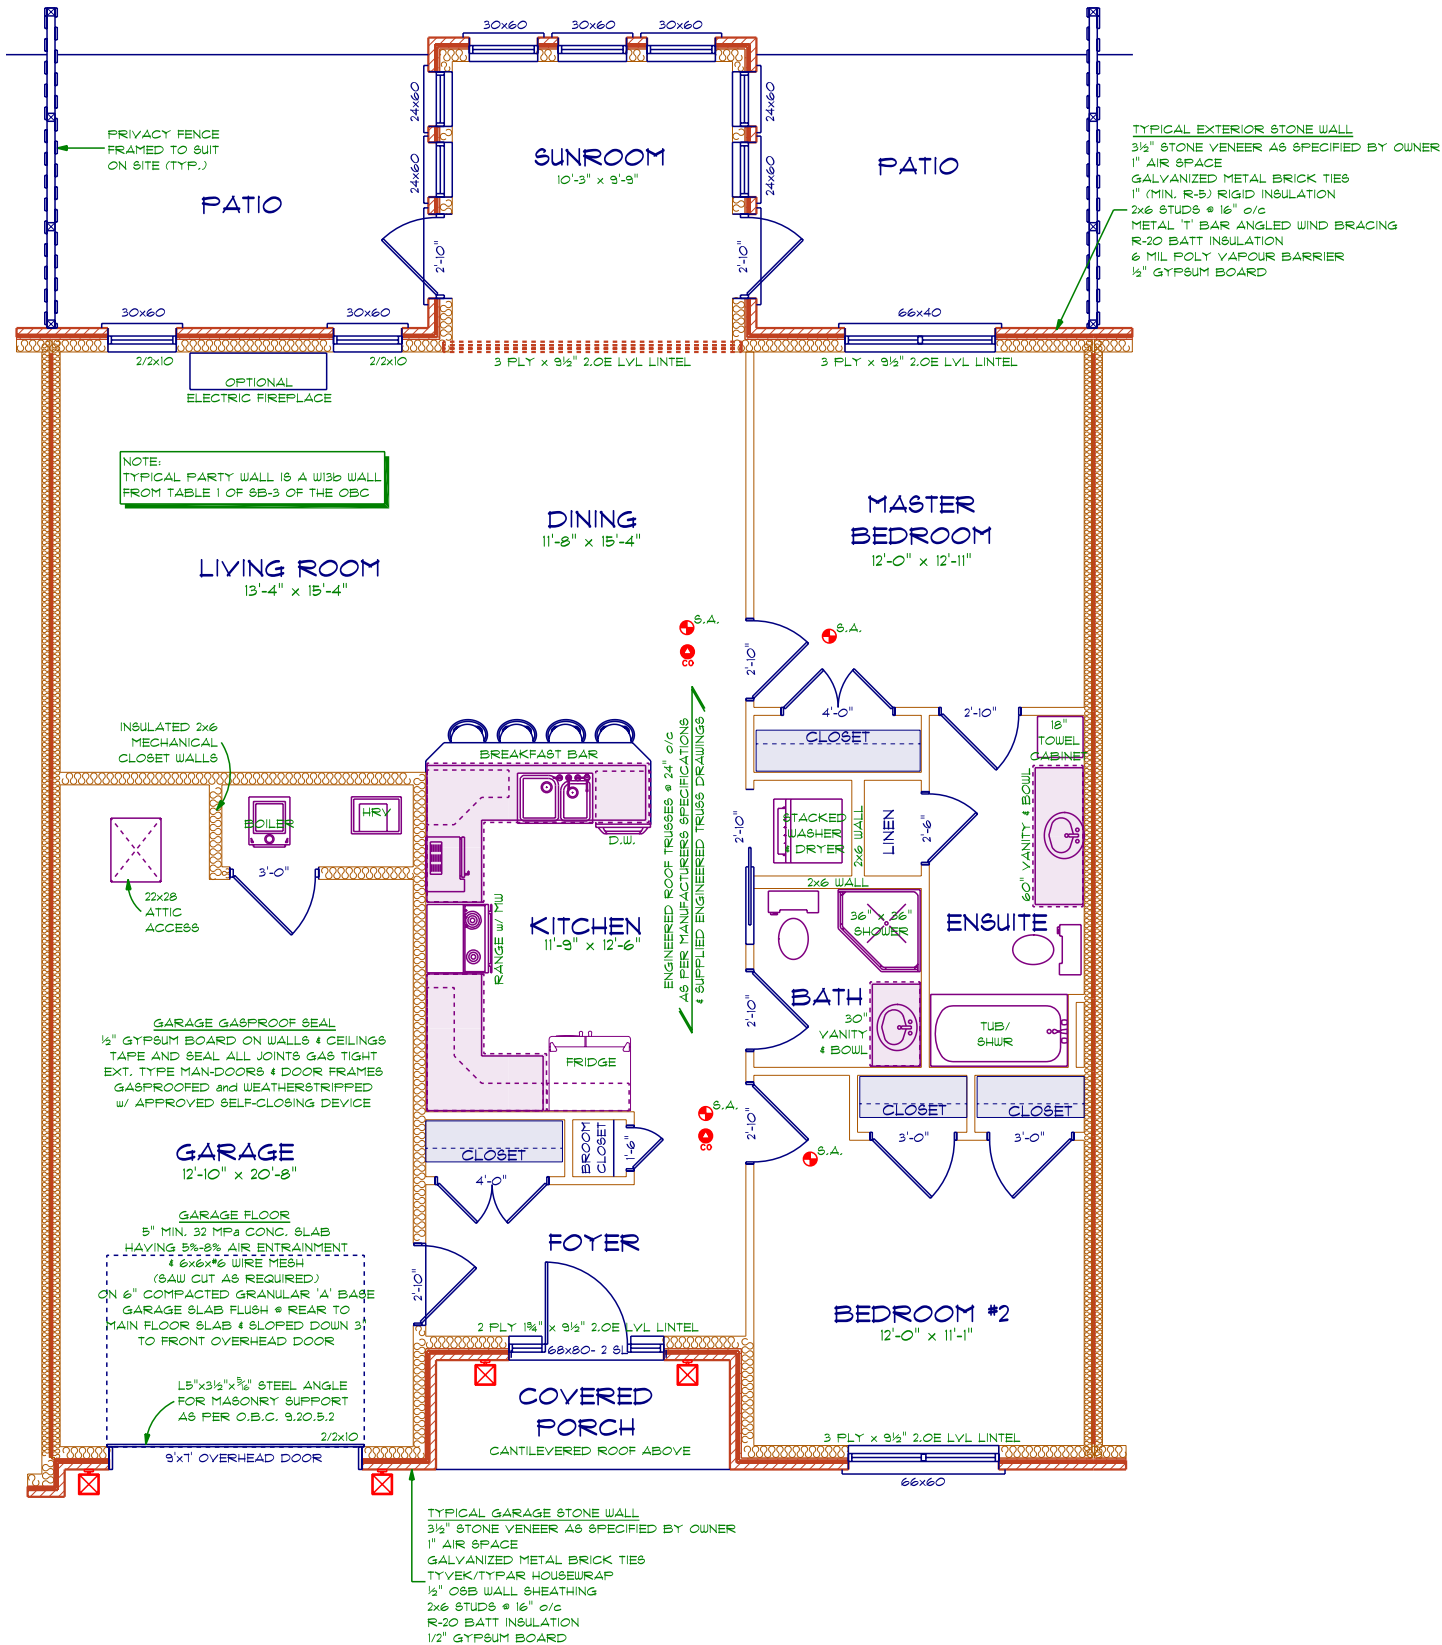 30x60
30x60
30x60
24x60
24x60
24x60
24x60
PRIVACY FENCE
FRAMED TO SUIT
ON SITE (TYP.)
PATIO
SUNROOM
10'-3" x 9'-9"
PATIO
TYPICAL EXTERIOR STONE WALL
3½" STONE VENEER AS SPECIFIED BY OWNER
1" AIR SPACE
GALVANIZED METAL BRICK TIES
1" (MIN. R-5) RIGID INSULATION
2x6 STUDS @ 16" o/c
METAL 'T' BAR ANGLED WIND BRACING
R-20 BATT INSULATION
6 MIL POLY VAPOUR BARRIER
½" GYPSUM BOARD
2'-10"
2'-10"
30x60
30x60
66x40
2/2x10
2/2x10
3 PLY x 9½" 2.0E LVL LINTEL
3 PLY x 9½" 2.0E LVL LINTEL
OPTIONAL
ELECTRIC FIREPLACE
NOTE:
TYPICAL PARTY WALL IS A W13b WALL
FROM TABLE 1 OF SB-3 OF THE OBC
LIVING ROOM
13'-4" x 15'-4"
DINING
11'-8" x 15'-4"
MASTER
BEDROOM
12'-0" x 12'-11"
S.A.
CO
S.A.
2'-10"
4'-0"
2'-10"
CLOSET
18"
TOWEL
CABINET
INSULATED 2x6
MECHANICAL
CLOSET WALLS
BREAKFAST BAR
ENGINEERED ROOF TRUSSES @ 24" o/c
AS PER MANUFACTURERS SPECIFICATIONS
& SUPPLIED ENGINEERED TRUSS DRAWINGS
BOILER
HRV
3'-0"
D.W.
2'-10"
STACKED
WASHER
& DRYER
2x6 WALL
LINEN
2'-6"
60" VANITY & BOWL
22x28
ATTIC
ACCESS
RANGE w/ MW
KITCHEN
11'-9" x 12'-6"
2x6 WALL
36" x 36"
SHOWER
ENSUITE
BATH
30"
VANITY
& BOWL
2'-10"
TUB/
SHWR
FRIDGE
GARAGE GASPROOF SEAL
½" GYPSUM BOARD ON WALLS & CEILINGS
TAPE AND SEAL ALL JOINTS GAS TIGHT
EXT. TYPE MAN-DOORS & DOOR FRAMES
GASPROOFED and WEATHERSTRIPPED
w/ APPROVED SELF-CLOSING DEVICE
GARAGE
12'-10" x 20'-8"
S.A.
CO
S.A.
2'-10"
CLOSET
CLOSET
3'-0"
3'-0"
CLOSET
BROOM
CLOSET
1'-6"
4'-0"
FOYER
2'-10"
GARAGE FLOOR
5" MIN. 32 MPa CONC. SLAB
HAVING 5%-8% AIR ENTRAINMENT
& 6x6x#6 WIRE MESH
(SAW CUT AS REQUIRED)
ON 6" COMPACTED GRANULAR 'A' BASE
GARAGE SLAB FLUSH @ REAR TO
MAIN FLOOR SLAB & SLOPED DOWN 3"
TO FRONT OVERHEAD DOOR
BEDROOM #2
12'-0" x 11'-1"
2 PLY 1¾" x 9½" 2.0E LVL LINTEL
68x80- 2 SL
L5"x3½"x5/16" STEEL ANGLE
FOR MASONRY SUPPORT
AS PER O.B.C. 9.20.5.2
COVERED
PORCH
CANTILEVERED ROOF ABOVE
2/2x10
9'x7' OVERHEAD DOOR
3 PLY x 9½" 2.0E LVL LINTEL
66x60
TYPICAL GARAGE STONE WALL
3½" STONE VENEER AS SPECIFIED BY OWNER
1" AIR SPACE
GALVANIZED METAL BRICK TIES
TYVEK/TYPAR HOUSEWRAP
½" OSB WALL SHEATHING
2x6 STUDS @ 16" o/c
R-20 BATT INSULATION
1/2" GYPSUM BOARD